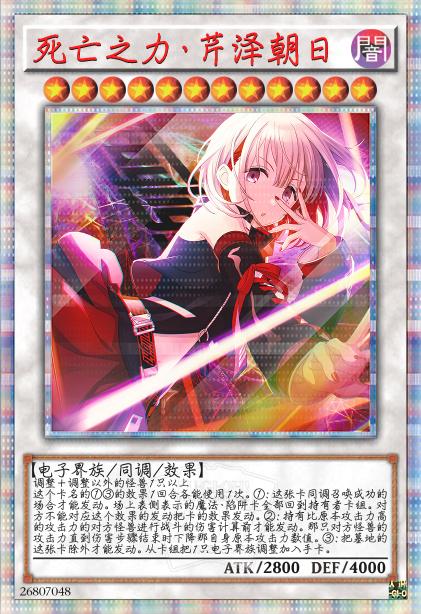 死亡之力·芹泽朝日
闇
【电子界族/同调/效果】
调整＋调整以外的怪兽1只以上
这个卡名的①③的效果1回合各能使用1次。①：这张卡同调召唤成功的
场合才能发动。场上表侧表示的魔法·陷阱卡全部回到持有者卡组。对
方不能对应这个效果的发动把卡的效果发动。②：持有比原本攻击力高
的攻击力的对方怪兽进行战斗的伤害计算前才能发动。那只对方怪兽的
攻击力直到伤害步骤结束时下降那自身原本攻击力数值。③：把墓地的
这张卡除外才能发动。从卡组把1只电子界族调整加入手卡。
ATK/2800 DEF/4000
26807048